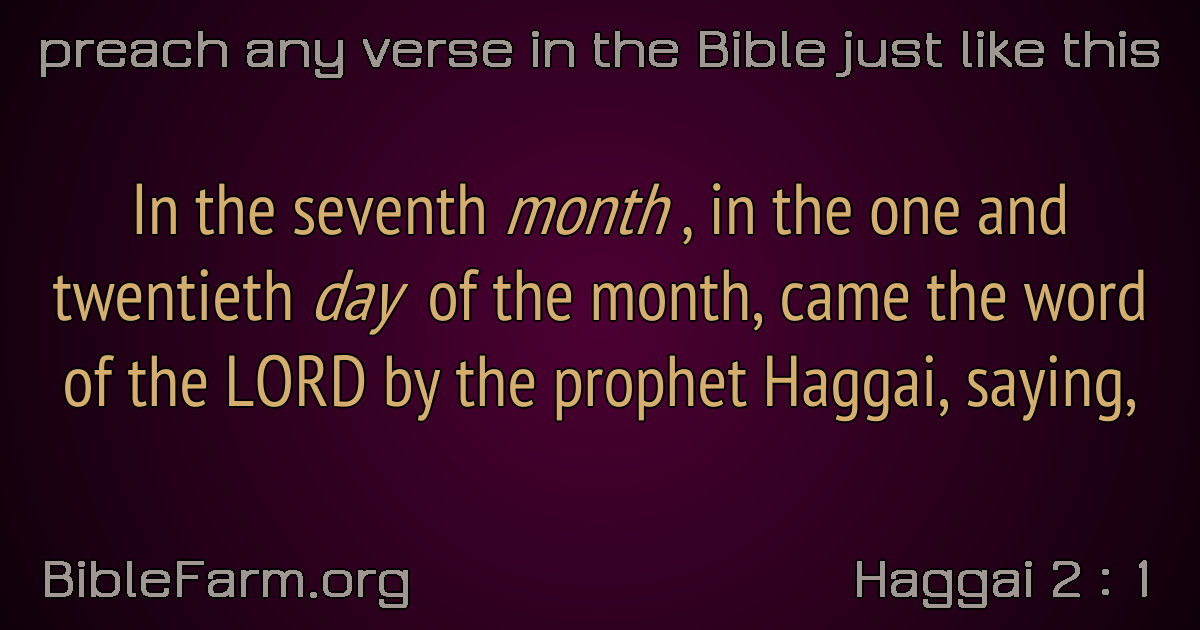 preach any verse in the Bible just like this
In the seventh month , in the one and
twentieth day of the month, came the word
of the LORD by the prophet Haggai, saying,
BibleFarm.org
Haggai 2 : 1